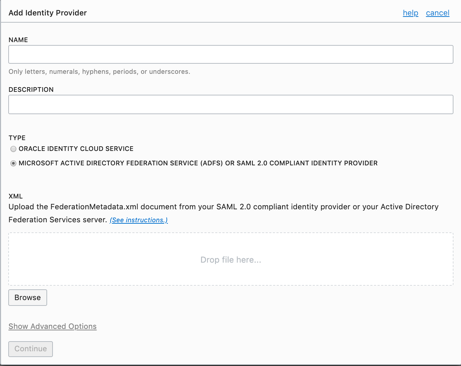 Add Identity Provider
help cancel
NAME
Only letters, numerals, hyphens, periods, or underscores.
DESCRIPTION
TYPE
ORACLE IDENTITY CLOUD SERVICE
MICROSOFT ACTIVE DIRECTORY FEDERATION SERVICE (ADFS) OR SAML 2.0 COMPLIANT IDENTITY PROVIDER
XML
Upload the FederationMetadata.xml document from your SAML 2.0 compliant identity provider or your Active Directory
Federation Services server. (See instructions.)
Drop file here...
Browse
Show Advanced Options
Continue